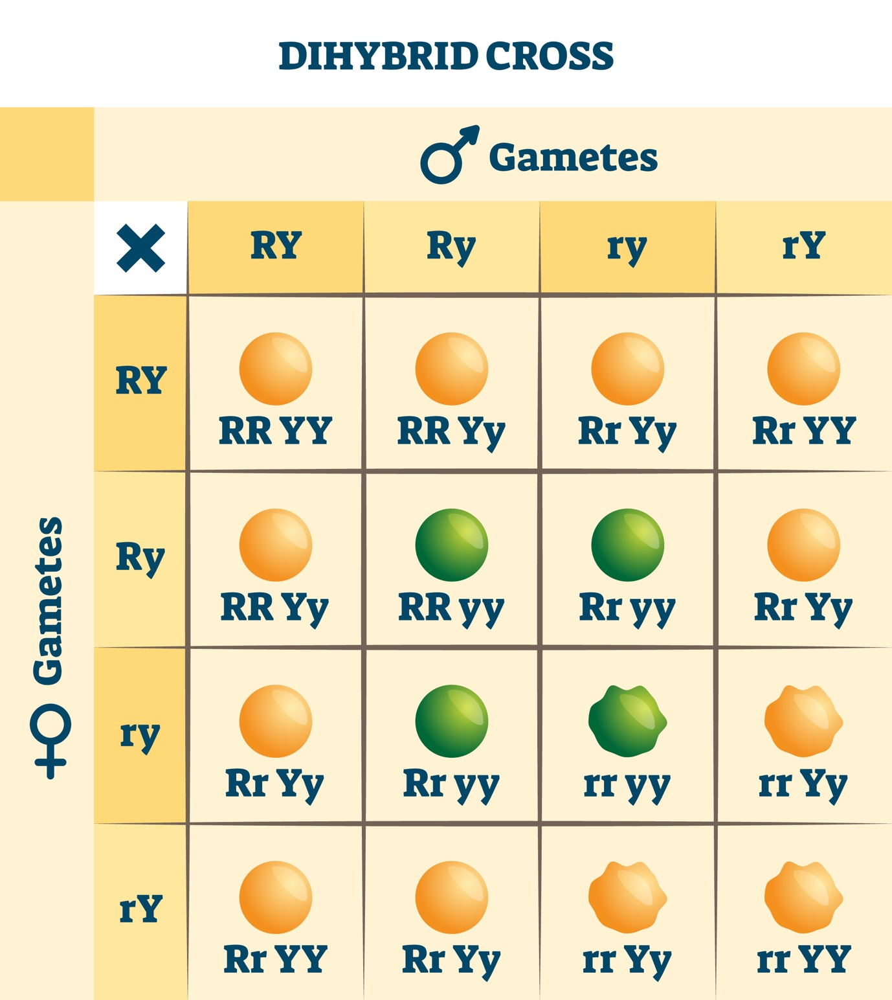 DIHYBRID CROSS
Gametes
RY Ry ry rY
RY
RR YY RR Yy Rr Yy Rr YY
Ry
RR Yy RR yy Rr yy Rr Yy
Gametes
ry
Rr Yy Rr yy rr yy rr Yy
rY
Rr YY Rr Yy rr Yy rr YY